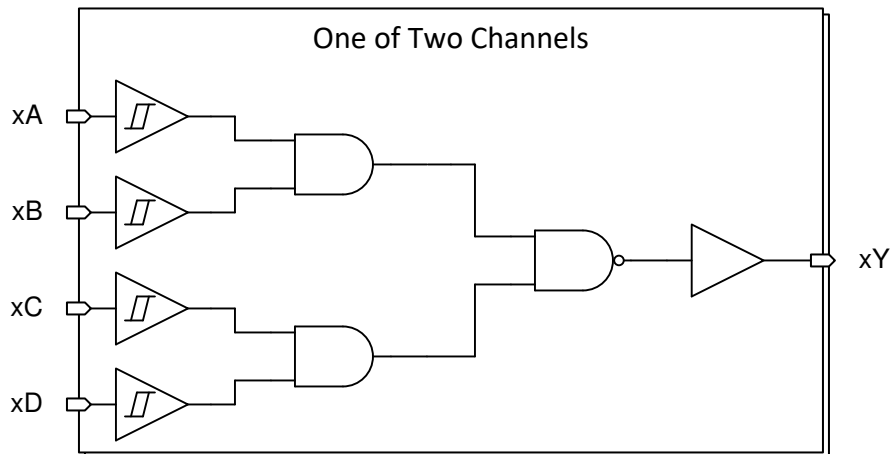 One of Two Channels
xA
xB
xC
xD
xY